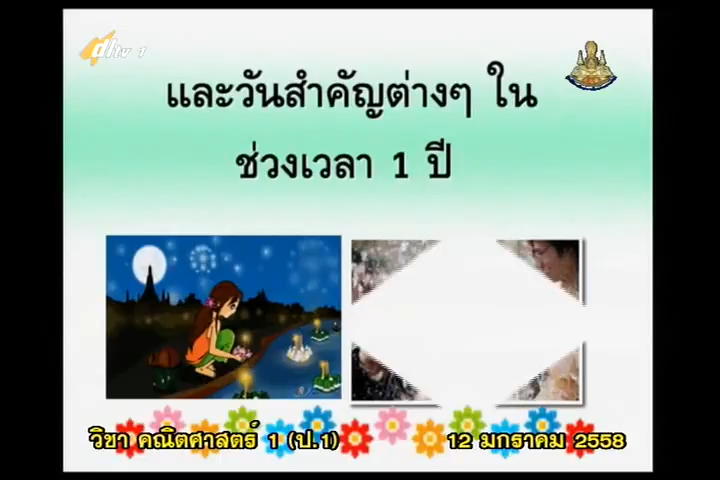 dltv 1
และวันสำคัญต่างๆ ใน
ช่วงเวลา 1 ปี
วิชา คณิตศาสตร์ 1 (ป.1)
12 มกราคม 2558